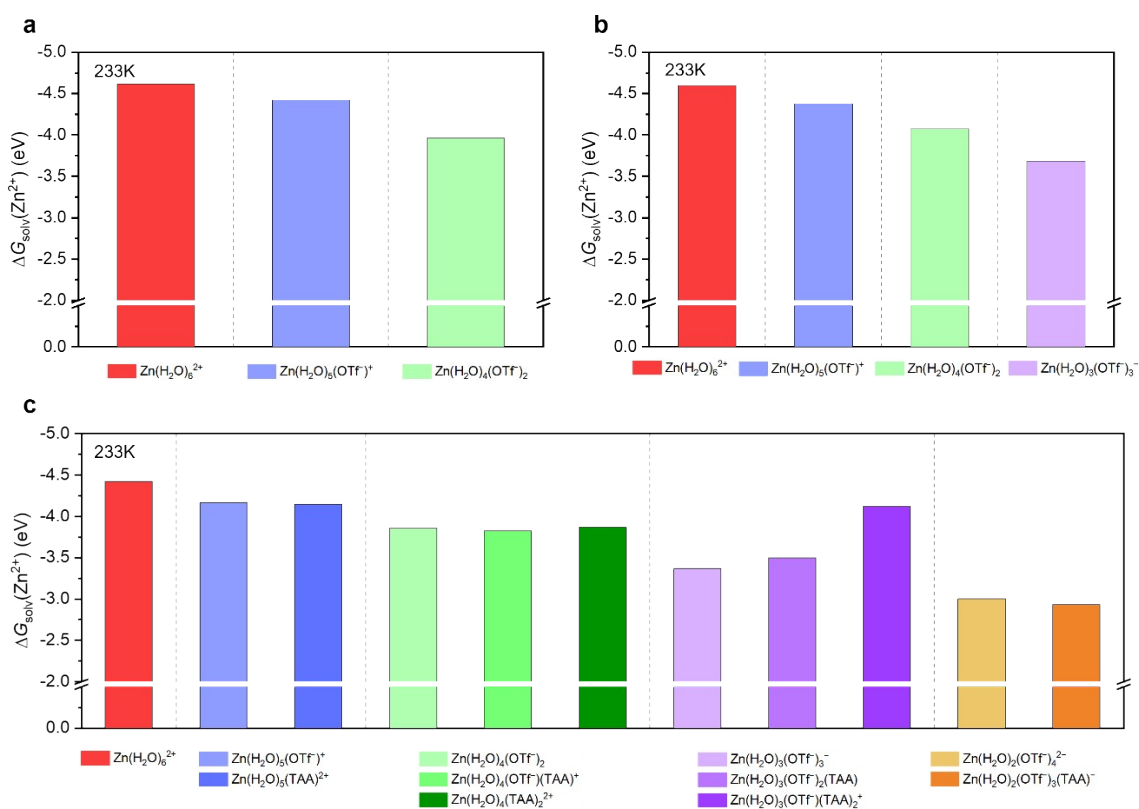 a
233K
ΔG_solv(Zn²⁺) (eV)
-5.0
-4.5
-4.0
-3.5
-3.0
-2.5
-2.0
0.0
Zn(H₂O)₆²⁺
Zn(H₂O)₅(OTf⁻)⁺
Zn(H₂O)₄(OTf⁻)₂
b
233K
ΔG_solv(Zn²⁺) (eV)
-5.0
-4.5
-4.0
-3.5
-3.0
-2.5
-2.0
0.0
Zn(H₂O)₆²⁺
Zn(H₂O)₅(OTf⁻)⁺
Zn(H₂O)₄(OTf⁻)₂
Zn(H₂O)₃(OTf⁻)₃⁻
c
233K
ΔG_solv(Zn²⁺) (eV)
-5.0
-4.5
-4.0
-3.5
-3.0
-2.5
-2.0
0.0
Zn(H₂O)₆²⁺
Zn(H₂O)₅(OTf⁻)⁺
Zn(H₂O)₅(TAA)²⁺
Zn(H₂O)₄(OTf⁻)₂
Zn(H₂O)₄(OTf⁻)(TAA)⁺
Zn(H₂O)₄(TAA)₂²⁺
Zn(H₂O)₃(OTf⁻)₃⁻
Zn(H₂O)₃(OTf⁻)₂(TAA)
Zn(H₂O)₃(OTf⁻)(TAA)₂⁺
Zn(H₂O)₂(OTf⁻)₄²⁻
Zn(H₂O)₂(OTf⁻)₃(TAA)⁻